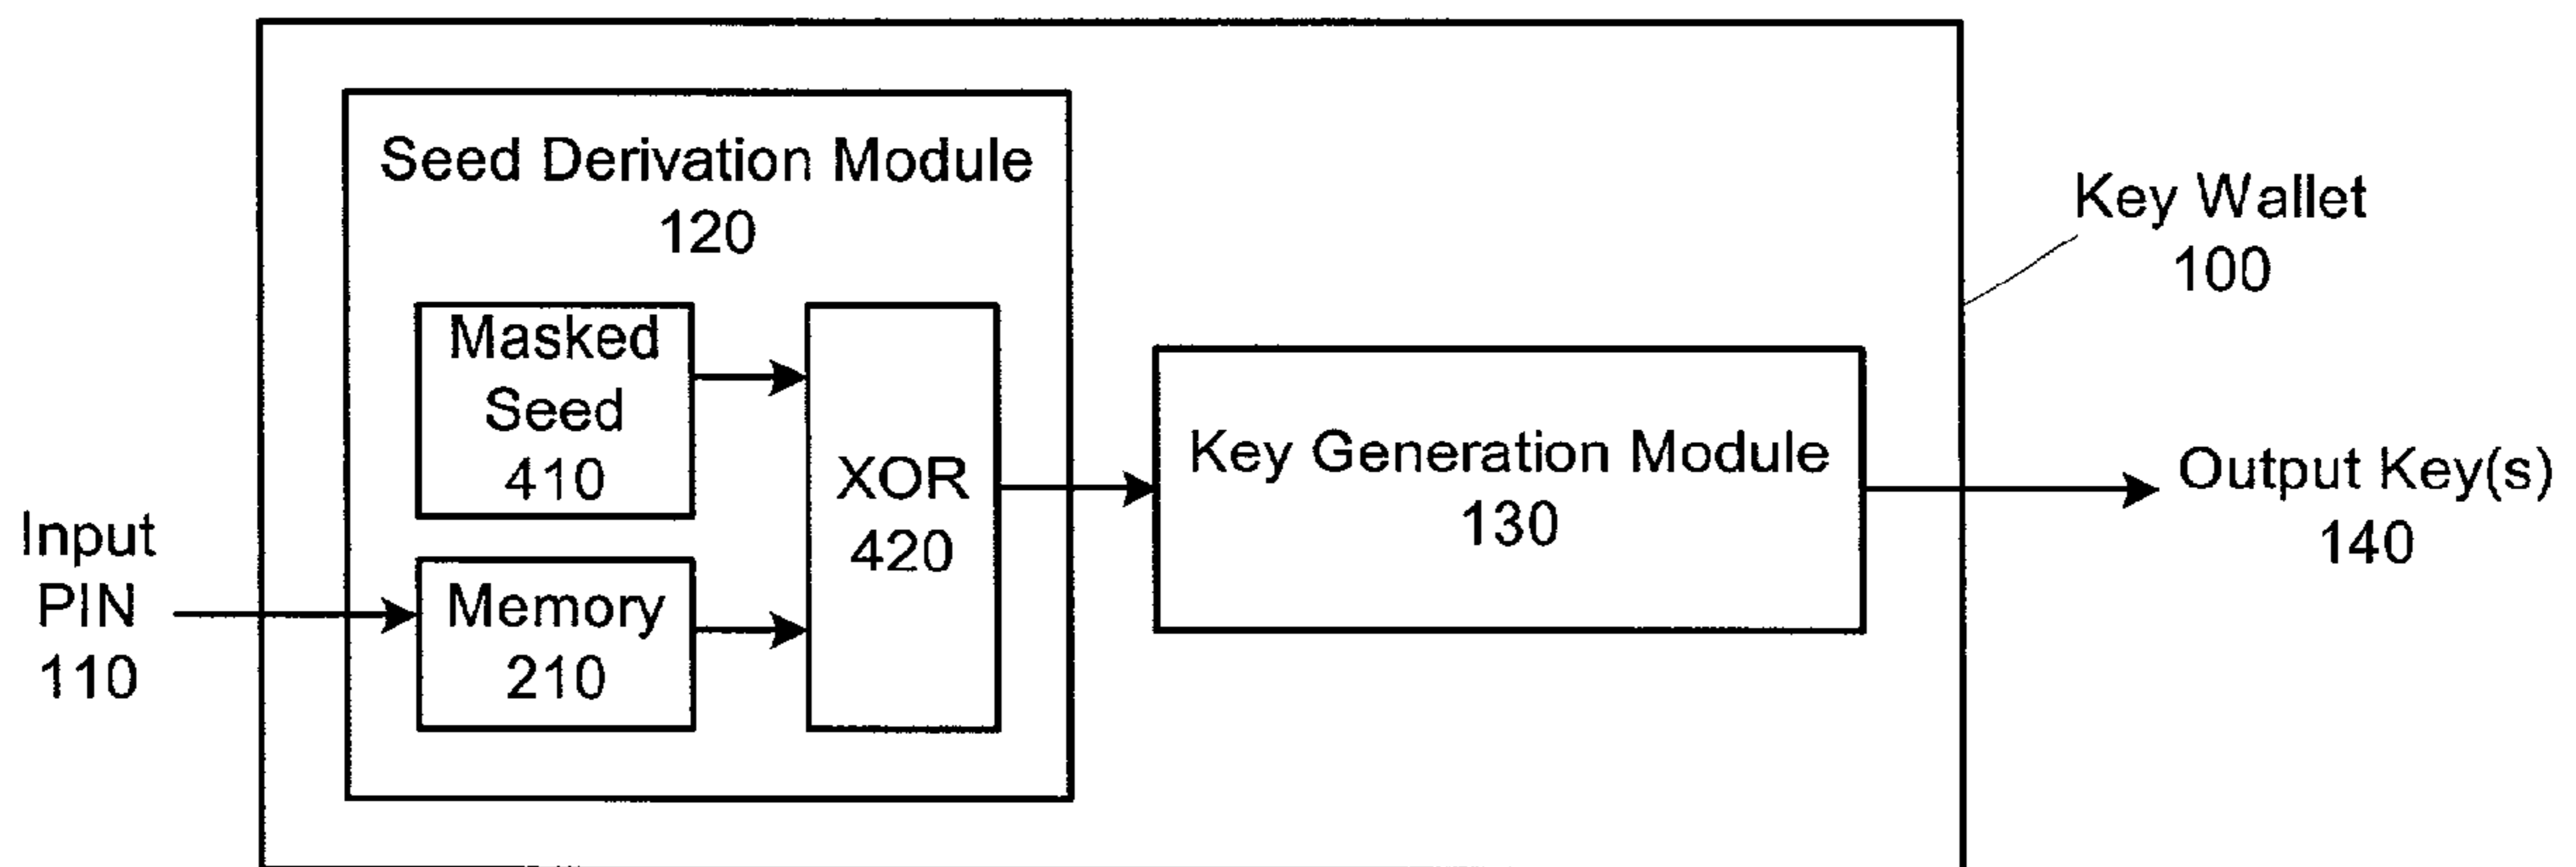 Seed Derivation Module
120
Masked
Seed
410
XOR
420
Memory
210
Input
PIN
110
Key Generation Module
130
Key Wallet
100
Output Key(s)
140